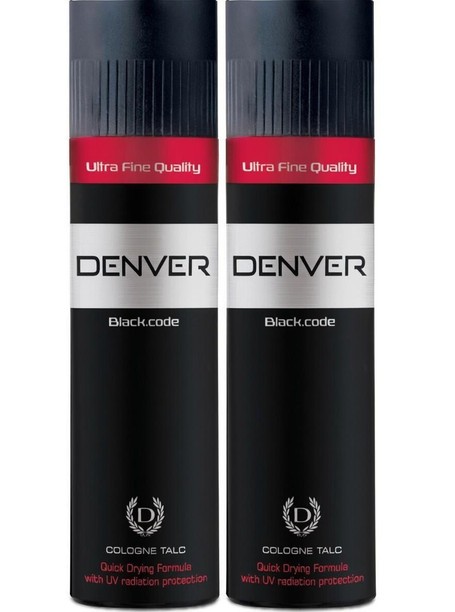 Ultra Fine Quality
DENVER
Black.code
D
COLOGNE TALC
Quick Drying Formula
with UV radiation protection
Ultra Fine Quality
DENVER
Black.code
D
COLOGNE TALC
Quick Drying Formula
with UV radiation protection